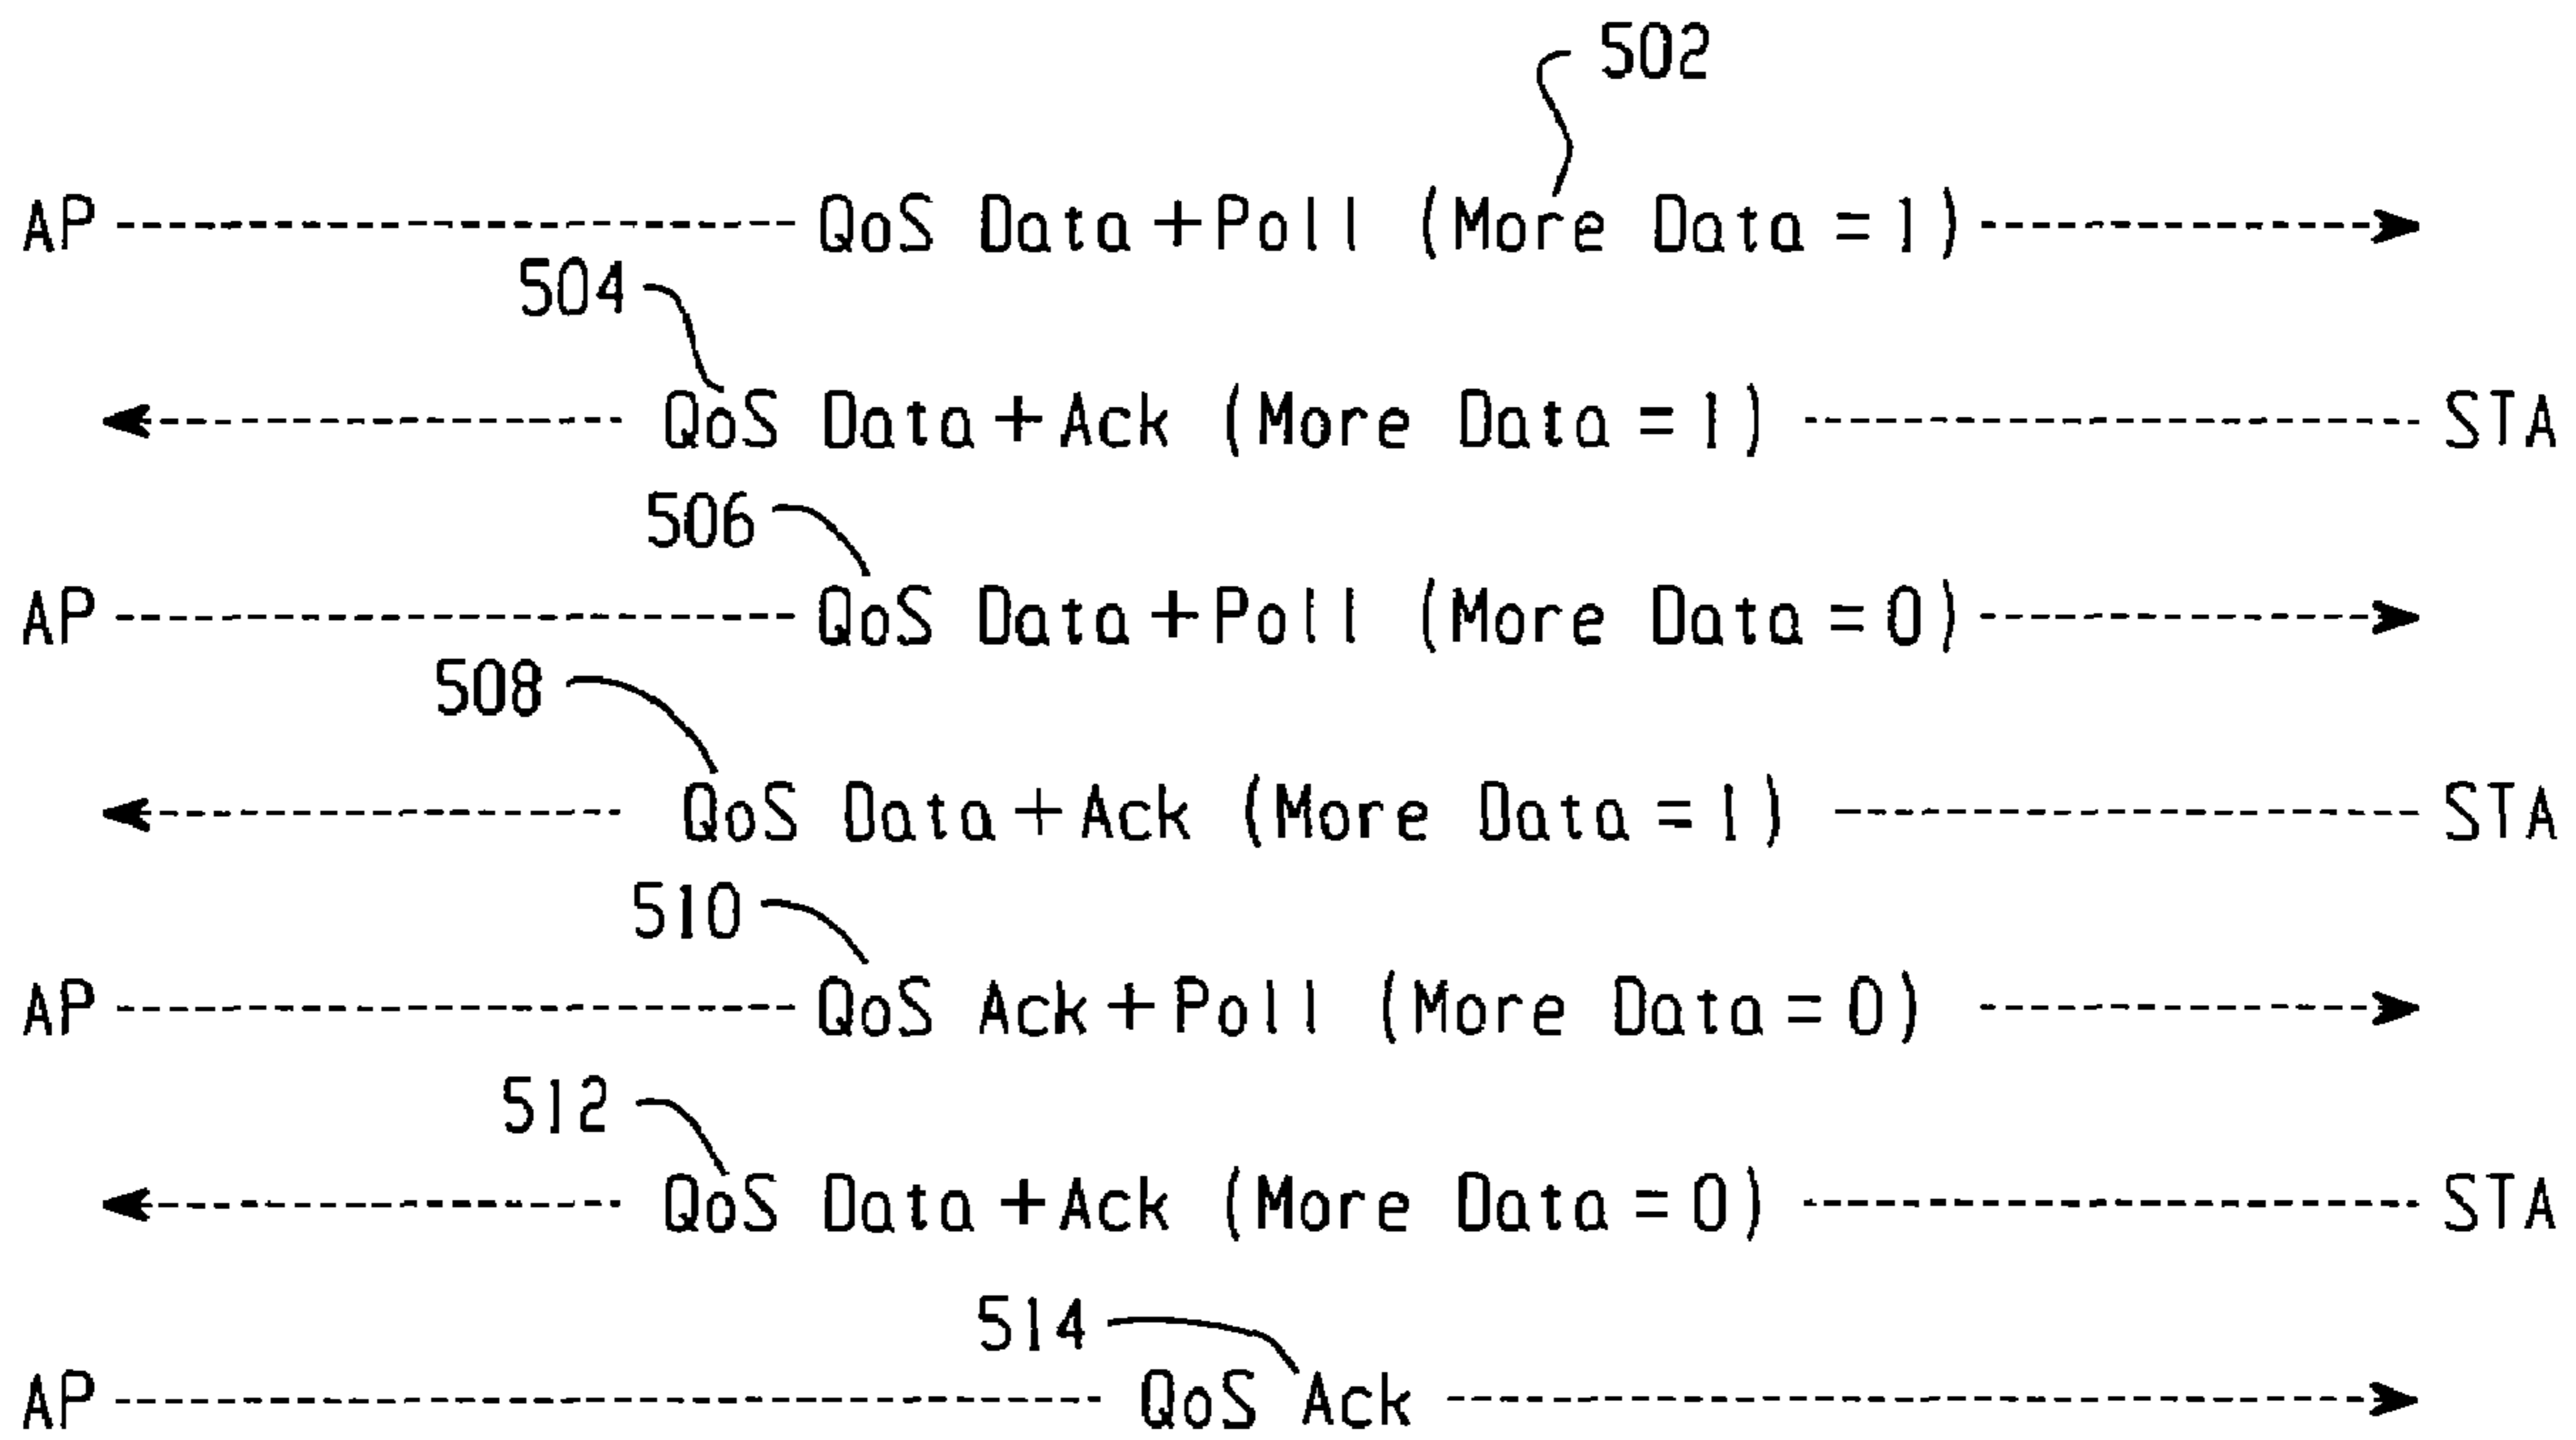 502
AP QoS Data+Poll (More Data=1)
504
QoS Data+Ack (More Data=1) STA
506
AP QoS Data+Poll (More Data=0)
508
QoS Data+Ack (More Data=1) STA
510
AP QoS Ack+Poll (More Data=0)
512
QoS Data+Ack (More Data=0) STA
514
AP QoS Ack